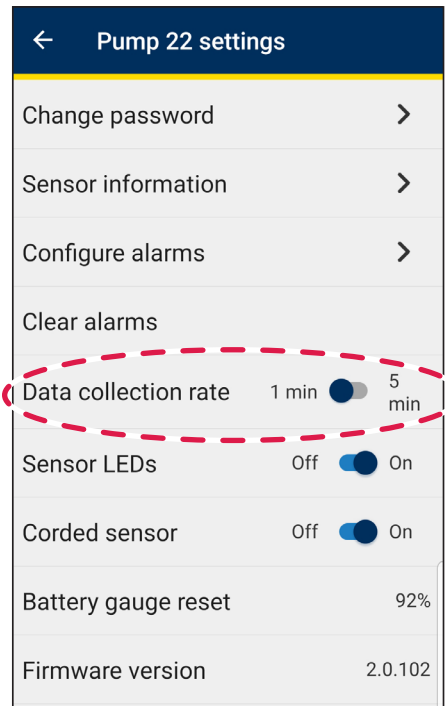 Pump 22 settings
Change password
Sensor information
Configure alarms
Clear alarms
Data collection rate 1 min 5 min
Sensor LEDs Off On
Corded sensor Off On
Battery gauge reset 92%
Firmware version 2.0.102